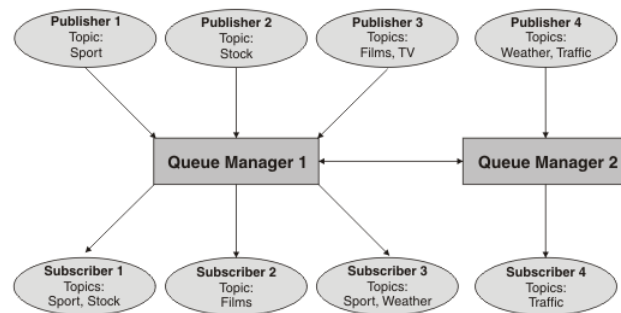 Publisher 1
Topic:
Sport
Publisher 2
Topic:
Stock
Publisher 3
Topics:
Films, TV
Publisher 4
Topics:
Weather, Traffic
Queue Manager 1
Queue Manager 2
Subscriber 1
Topics:
Sport, Stock
Subscriber 2
Topics:
Films
Subscriber 3
Topics:
Sport, Weather
Subscriber 4
Topics:
Traffic